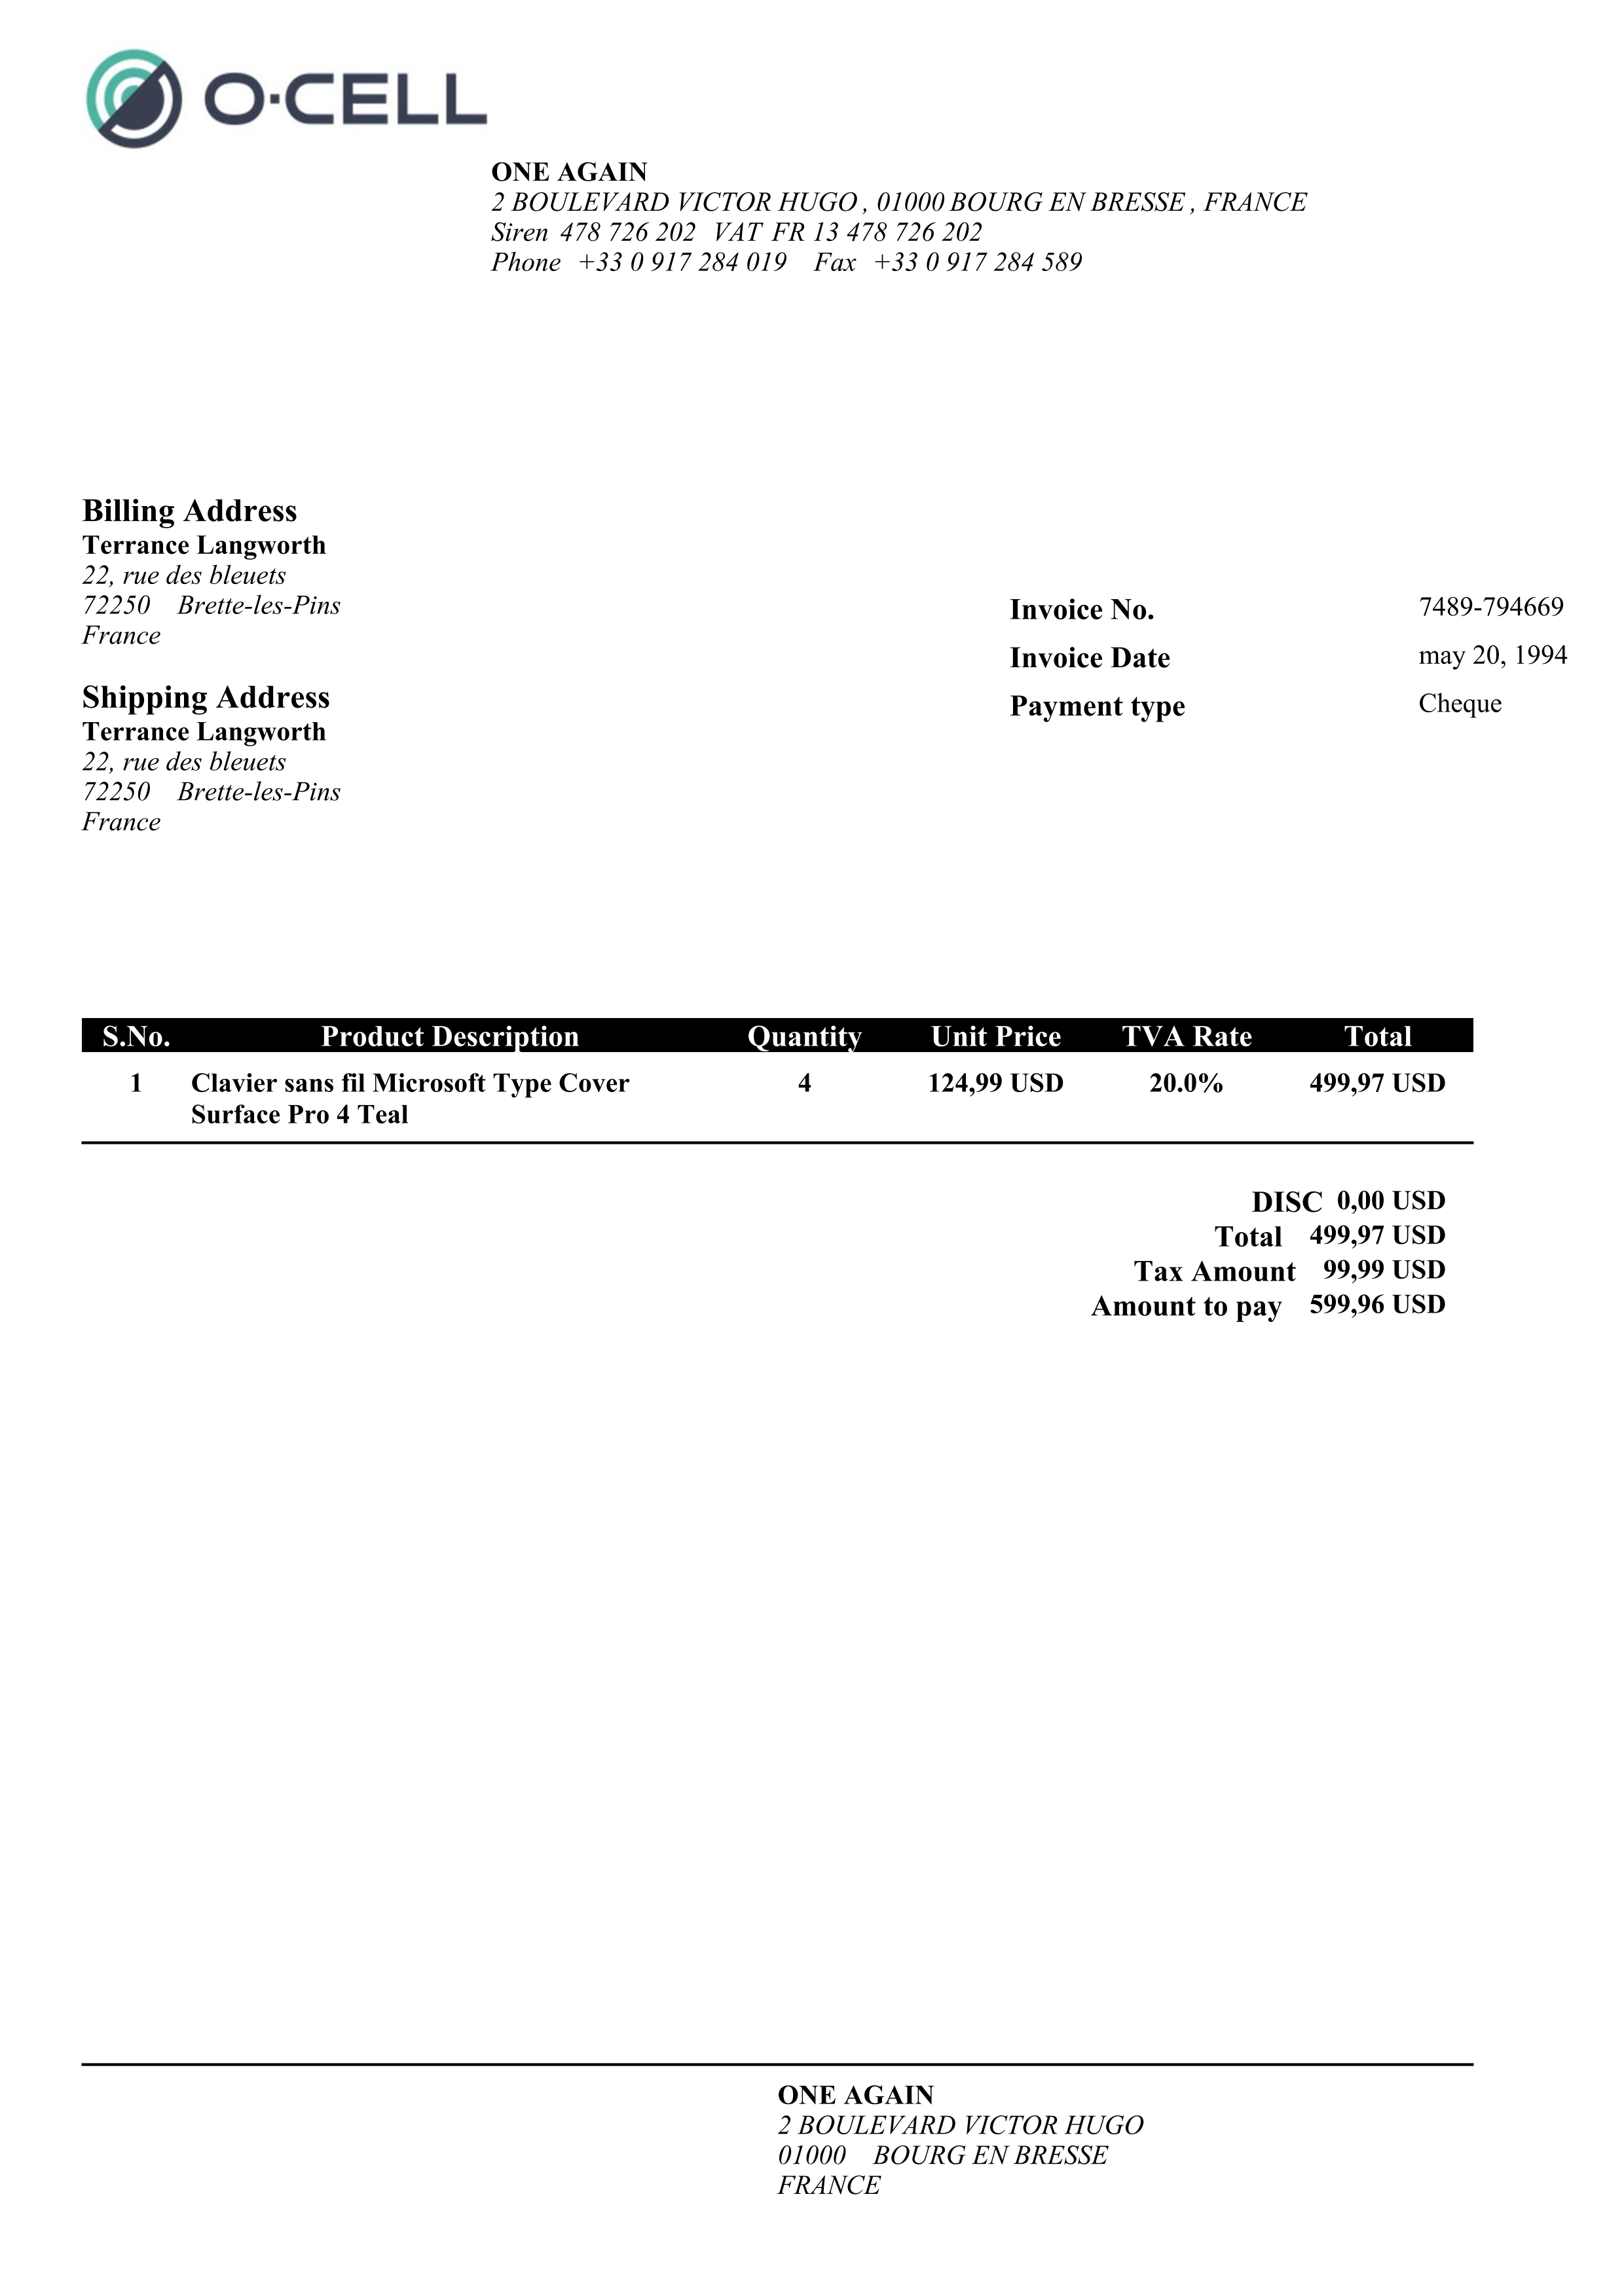 O·CELL
ONE AGAIN
2 BOULEVARD VICTOR HUGO , 01000 BOURG EN BRESSE , FRANCE
Siren 478 726 202 VAT FR 13 478 726 202
Phone +33 0 917 284 019 Fax +33 0 917 284 589
Billing Address
Terrance Langworth
22, rue des bleuets
72250 Brette-les-Pins
France
Invoice No. 7489-794669
Invoice Date may 20, 1994
Payment type Cheque
Shipping Address
Terrance Langworth
22, rue des bleuets
72250 Brette-les-Pins
France
S.No. Product Description Quantity Unit Price TVA Rate Total
1 Clavier sans fil Microsoft Type Cover 4 124,99 USD 20.0% 499,97 USD
Surface Pro 4 Teal
DISC 0,00 USD
Total 499,97 USD
Tax Amount 99,99 USD
Amount to pay 599,96 USD
ONE AGAIN
2 BOULEVARD VICTOR HUGO
01000 BOURG EN BRESSE
FRANCE